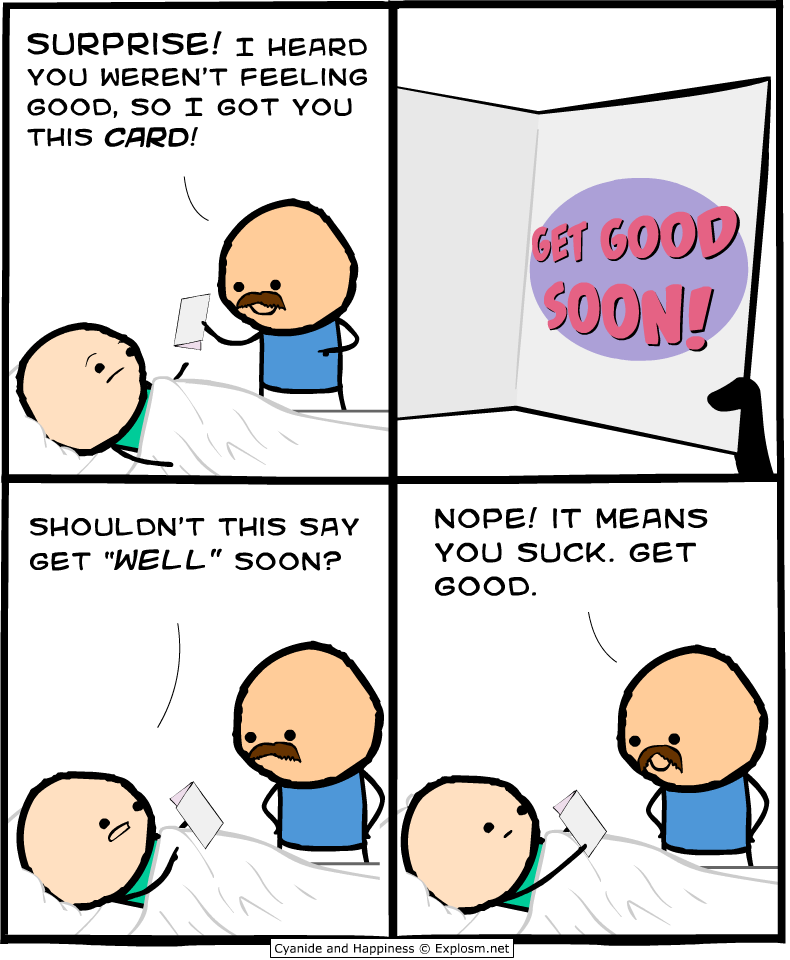 SURPRISE! I HEARD
YOU WEREN'T FEELING
GOOD, SO I GOT YOU
THIS CARD!
GET GOOD
SOON!
SHOULDN'T THIS SAY
GET "WELL" SOON?
NOPE! IT MEANS
YOU SUCK. GET
GOOD.
Cyanide and Happiness © Explosm.net